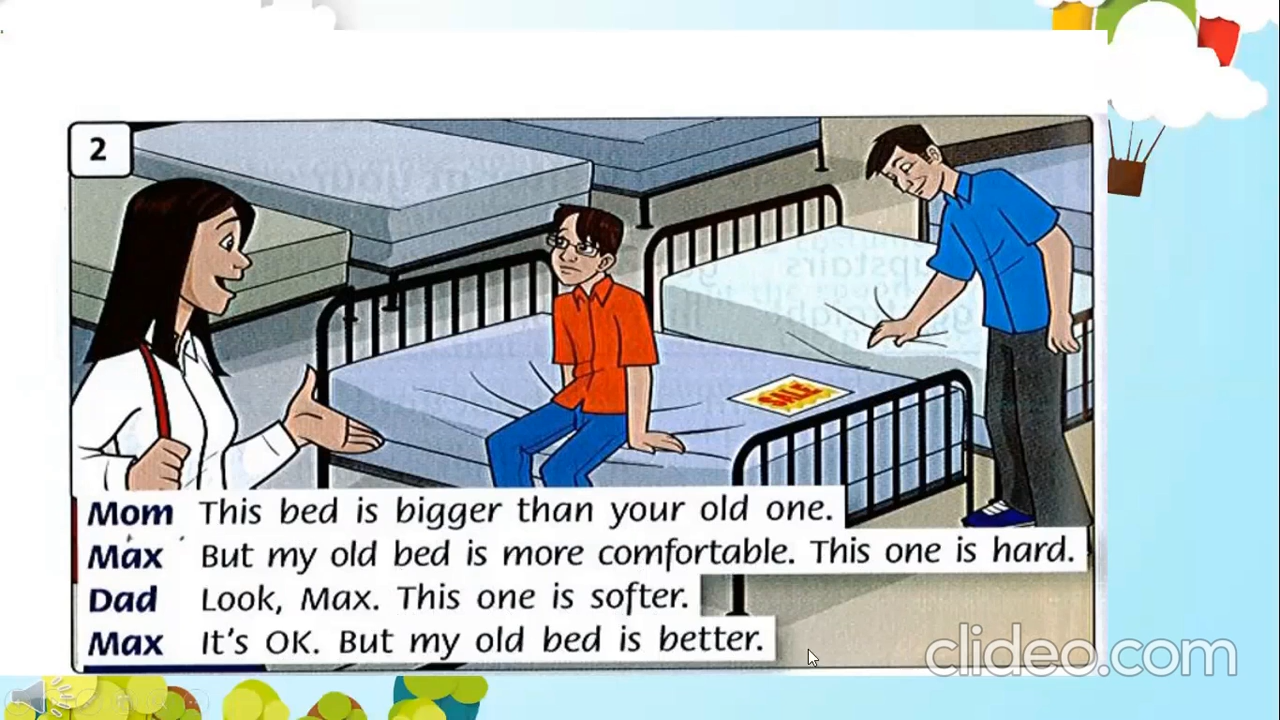 2
SALE
Mom This bed is bigger than your old one.
Max But my old bed is more comfortable. This one is hard.
Dad Look, Max. This one is softer.
Max It's OK. But my old bed is better.
clideo.com